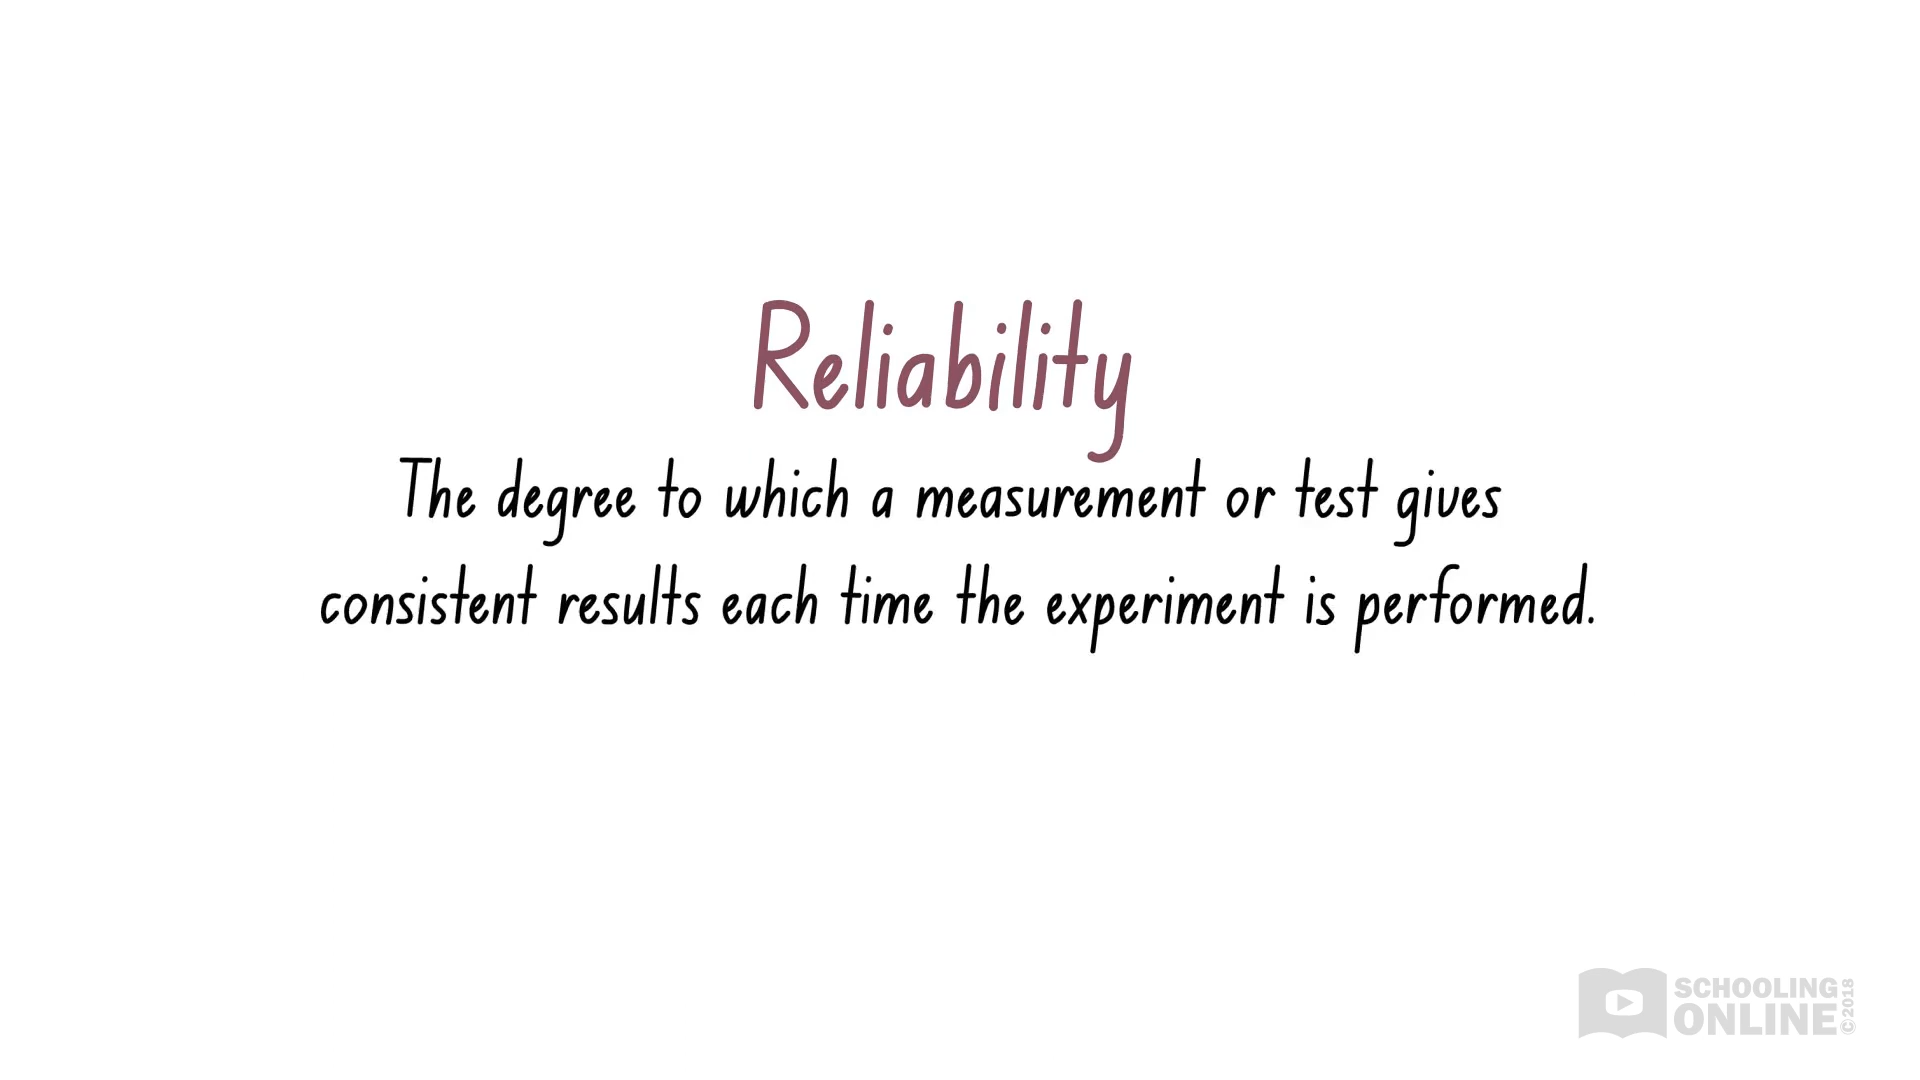 Reliability
The degree to which a measurement or test gives
consistent results each time the experiment is performed.
SCHOOLING
ONLINE
©2018